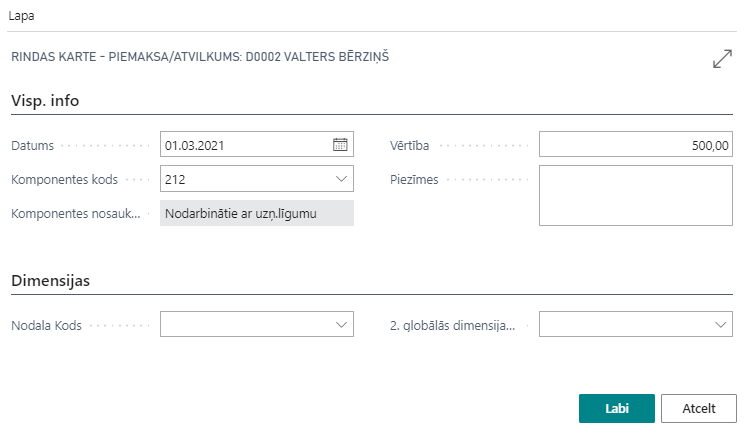 Lapa
RINDAS KARTE - PIEMAKSA/ATVILKUMS: D0002 VALTERS BĒRZIŅŠ
Visp. info
Datums 01.03.2021 Vērtība 500,00
Komponentes kods 212 Piezīmes
Komponentes nosauk... Nodarbinātie ar uzņ.līgumu
Dimensijas
Nodala Kods 2. globālās dimensija...
Labi Atcelt